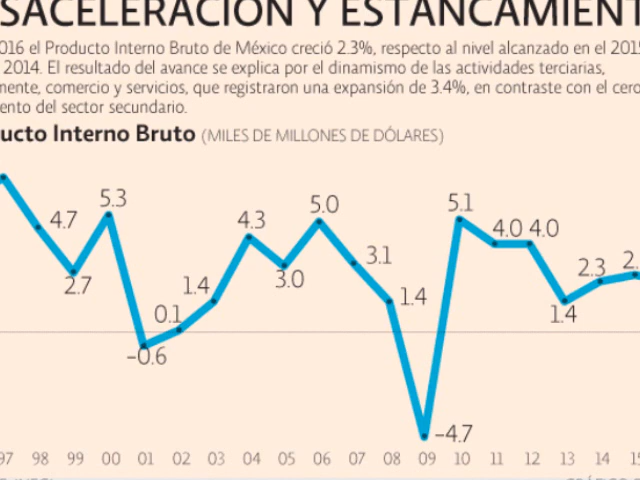 SACELERACIÓN Y ESTANCAMIENT
016 el Producto Interno Bruto de México creció 2.3%, respecto al nivel alcanzado en el 201
2014. El resultado del avance se explica por el dinamismo de las actividades terciarias,
mente, comercio y servicios, que registraron una expansión de 3.4%, en contraste con el cero
ento del sector secundario.
ucto Interno Bruto (MILES DE MILLONES DE DÓLARES)
4.7
2.7
5.3
-0.6
0.1
1.4
4.3
3.0
5.0
3.1
1.4
-4.7
5.1
4.0 4.0
1.4
2.3
2.
97 98 99 00 01 02 03 04 05 06 07 08 09 10 11 12 13 14 15